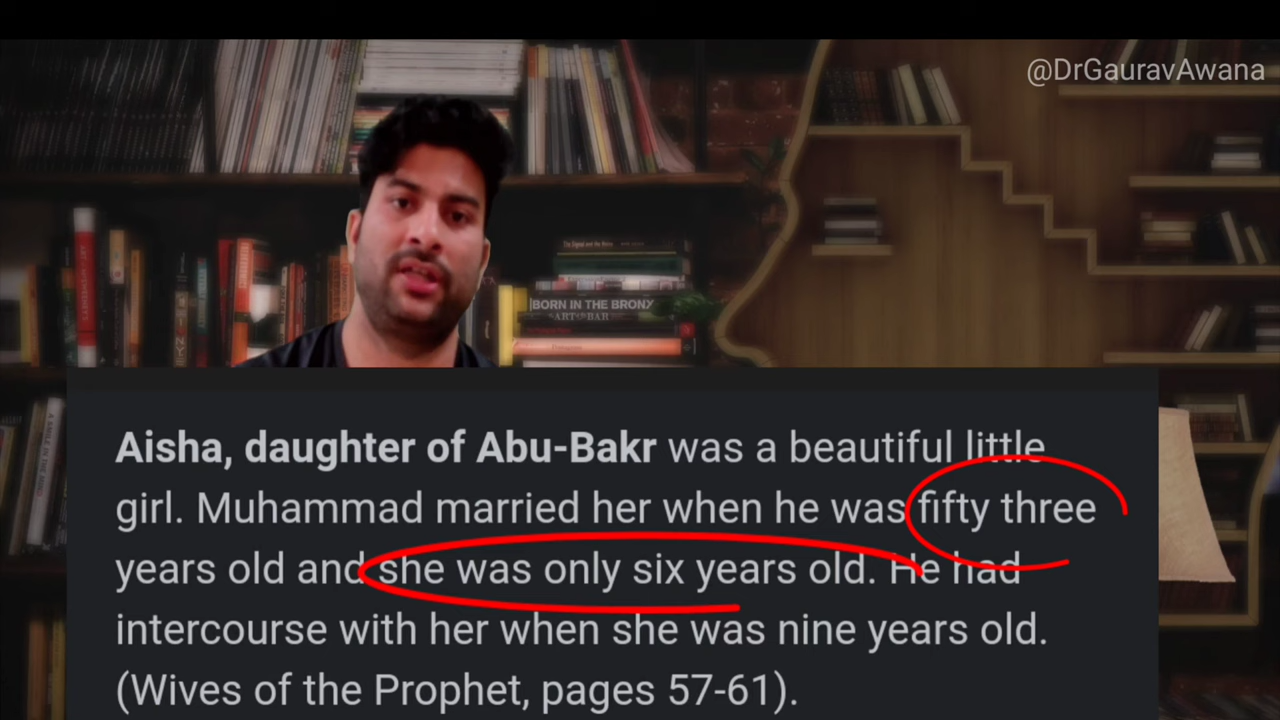 @DrGauravAwana
BORN IN THE BRONX
Aisha, daughter of Abu-Bakr was a beautiful little
girl. Muhammad married her when he was fifty three
years old and she was only six years old. He had
intercourse with her when she was nine years old.
(Wives of the Prophet, pages 57-61).